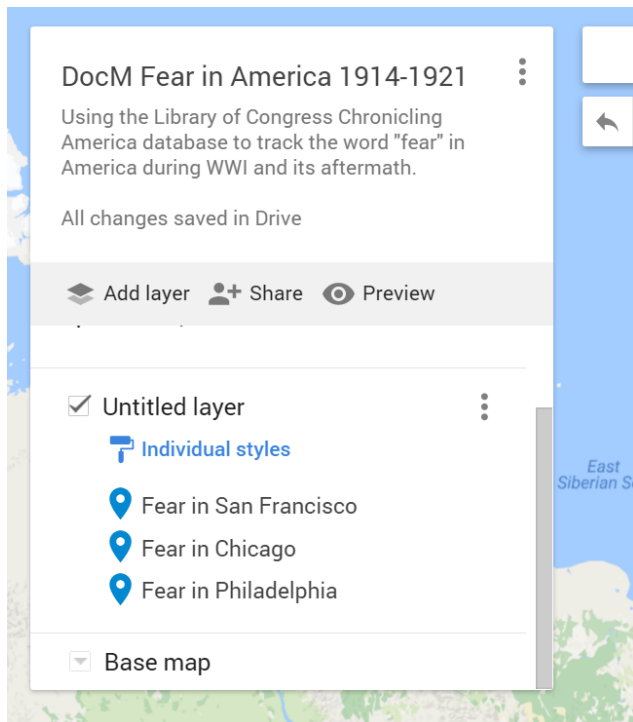 DocM Fear in America 1914-1921
Using the Library of Congress Chronicling
America database to track the word "fear" in
America during WWI and its aftermath.
All changes saved in Drive
Add layer Share Preview
Untitled layer
Individual styles
Fear in San Francisco
Fear in Chicago
Fear in Philadelphia
Base map
East
Siberian